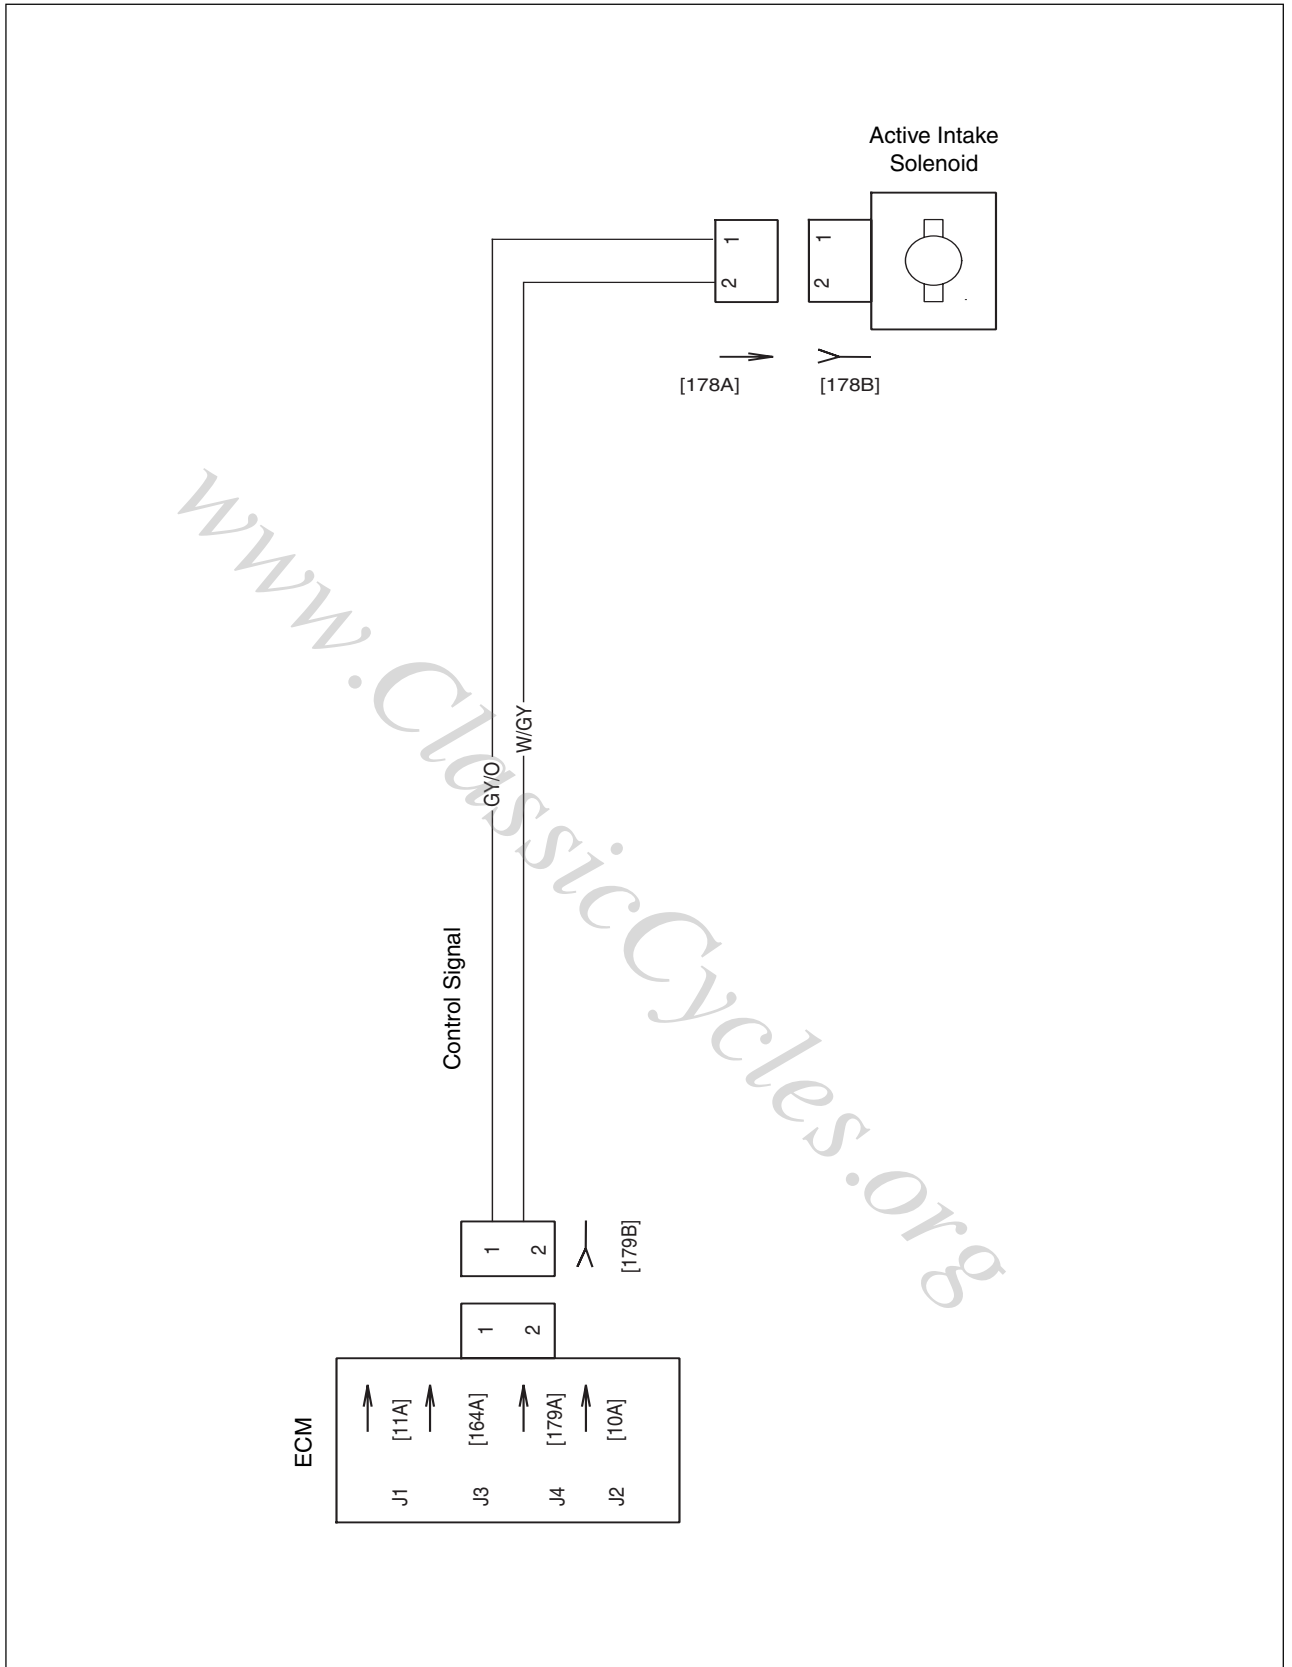 Active Intake
Solenoid
1
2
1
2
[178A]
[178B]
W/GY
GY/O
Control Signal
www.ClassicCycles.org
1
2
[179B]
1
2
ECM
[11A]
[164A]
[179A]
[10A]
J1
J3
J4
J2